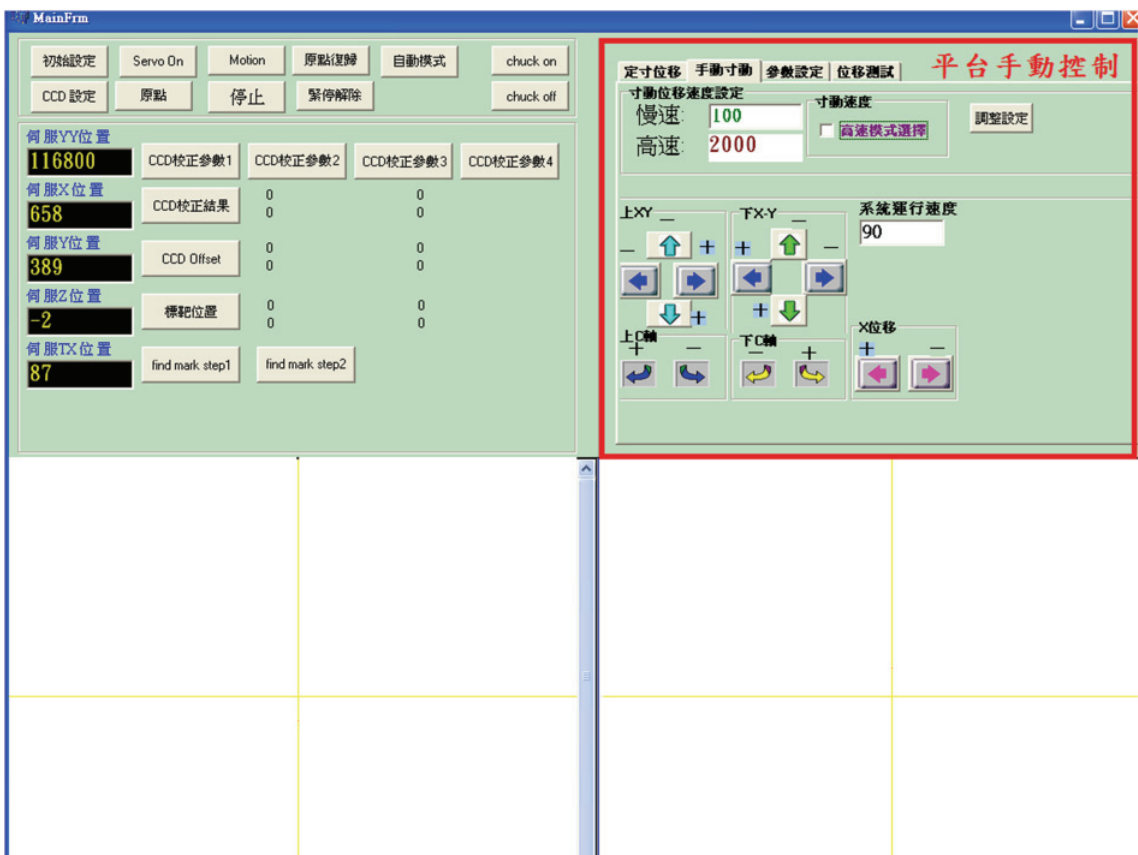 MainFrm
初始設定 Servo On Motion 原點復歸 自動模式 chuck on
CCD 設定 原點 停止 緊停解除 chuck off
伺服YY位置
116800
CCD校正參數1 CCD校正參數2 CCD校正參數3 CCD校正參數4
伺服X位置
658
CCD校正結果
0 0
0 0
伺服Y位置
389
CCD Offset
0 0
0 0
伺服Z位置
-2
標靶位置
0 0
0 0
伺服TX位置
87
find mark step1 find mark step2
平台手動控制
定寸位移 手動寸動 參數設定 位移測試
寸動位移速度設定
慢速: 100
高速: 2000
寸動速度
高速模式選擇
調整設定
上XY
－
－ +
+
下X-Y
－
+ －
+
系統運行速度
90
上C軸
+ －
下C軸
－ +
X位移
+ －